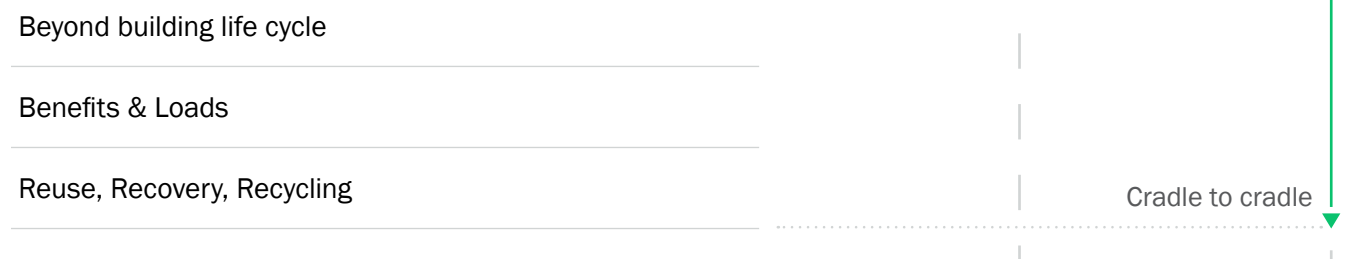 Beyond building life cycle
Benefits & Loads
Reuse, Recovery, Recycling
Cradle to cradle